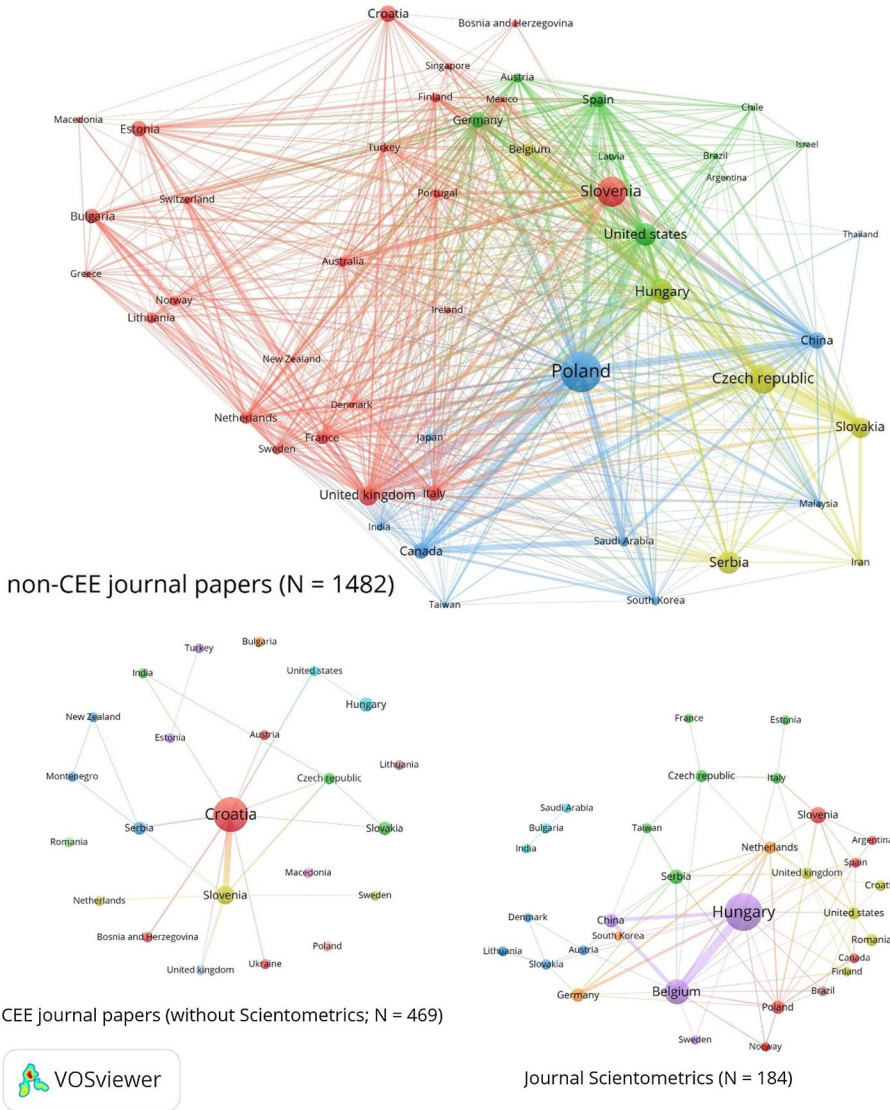 Croatia
Bosnia and Herzegovina
Singapore
Austria
Finland
Mexico
Spain
Chile
Macedonia
Estonia
Germany
Turkey
Belgium
Latvia
Brazil
Israel
Argentina
Switzerland
Portugal
Slovenia
Bulgaria
United states
Thailand
Australia
Greece
Hungary
Norway
Lithuania
Ireland
China
New Zealand
Poland
Czech republic
Netherlands
Denmark
Slovakia
Sweden
France
Japan
United kingdom
Italy
Malaysia
India
Canada
Saudi Arabia
Serbia
Iran
non-CEE journal papers (N = 1482)
Taiwan
South Korea
Turkey
Bulgaria
India
United states
New Zealand
Hungary
Estonia
Austria
Lithuania
Montenegro
Czech republic
Croatia
Serbia
Slovakia
Romania
Macedonia
Netherlands
Slovenia
Sweden
Bosnia and Herzegovina
Poland
United kingdom
Ukraine
CEE journal papers (without Scientometrics; N = 469)
VOSviewer
France
Estonia
Czech republic
Italy
Saudi Arabia
Slovenia
Bulgaria
Taiwan
India
Netherlands
Argentina
Spain
Serbia
United kingdom
Croati
Denmark
China
Hungary
United states
South Korea
Lithuania
Austria
Romania
Slovakia
Canada
Finland
Germany
Belgium
Brazil
Poland
Sweden
Norway
Journal Scientometrics (N = 184)